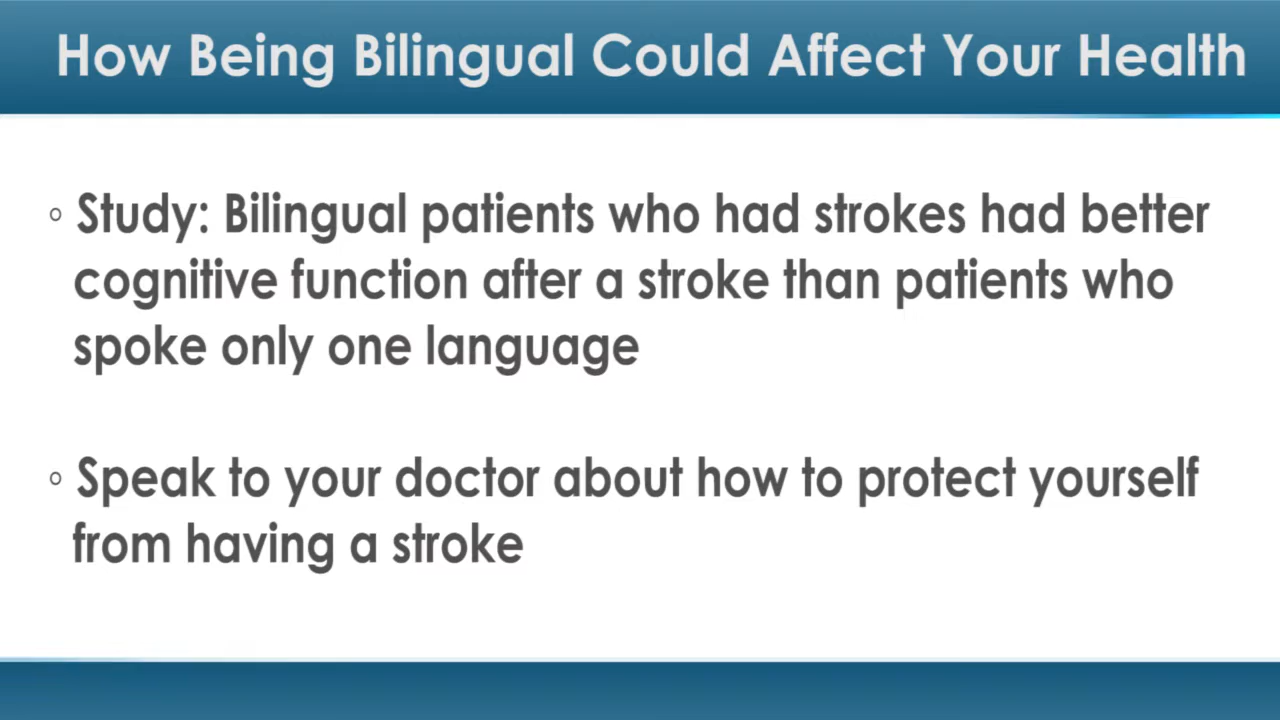 How Being Bilingual Could Affect Your Health
◦ Study: Bilingual patients who had strokes had better
cognitive function after a stroke than patients who
spoke only one language
◦ Speak to your doctor about how to protect yourself
from having a stroke